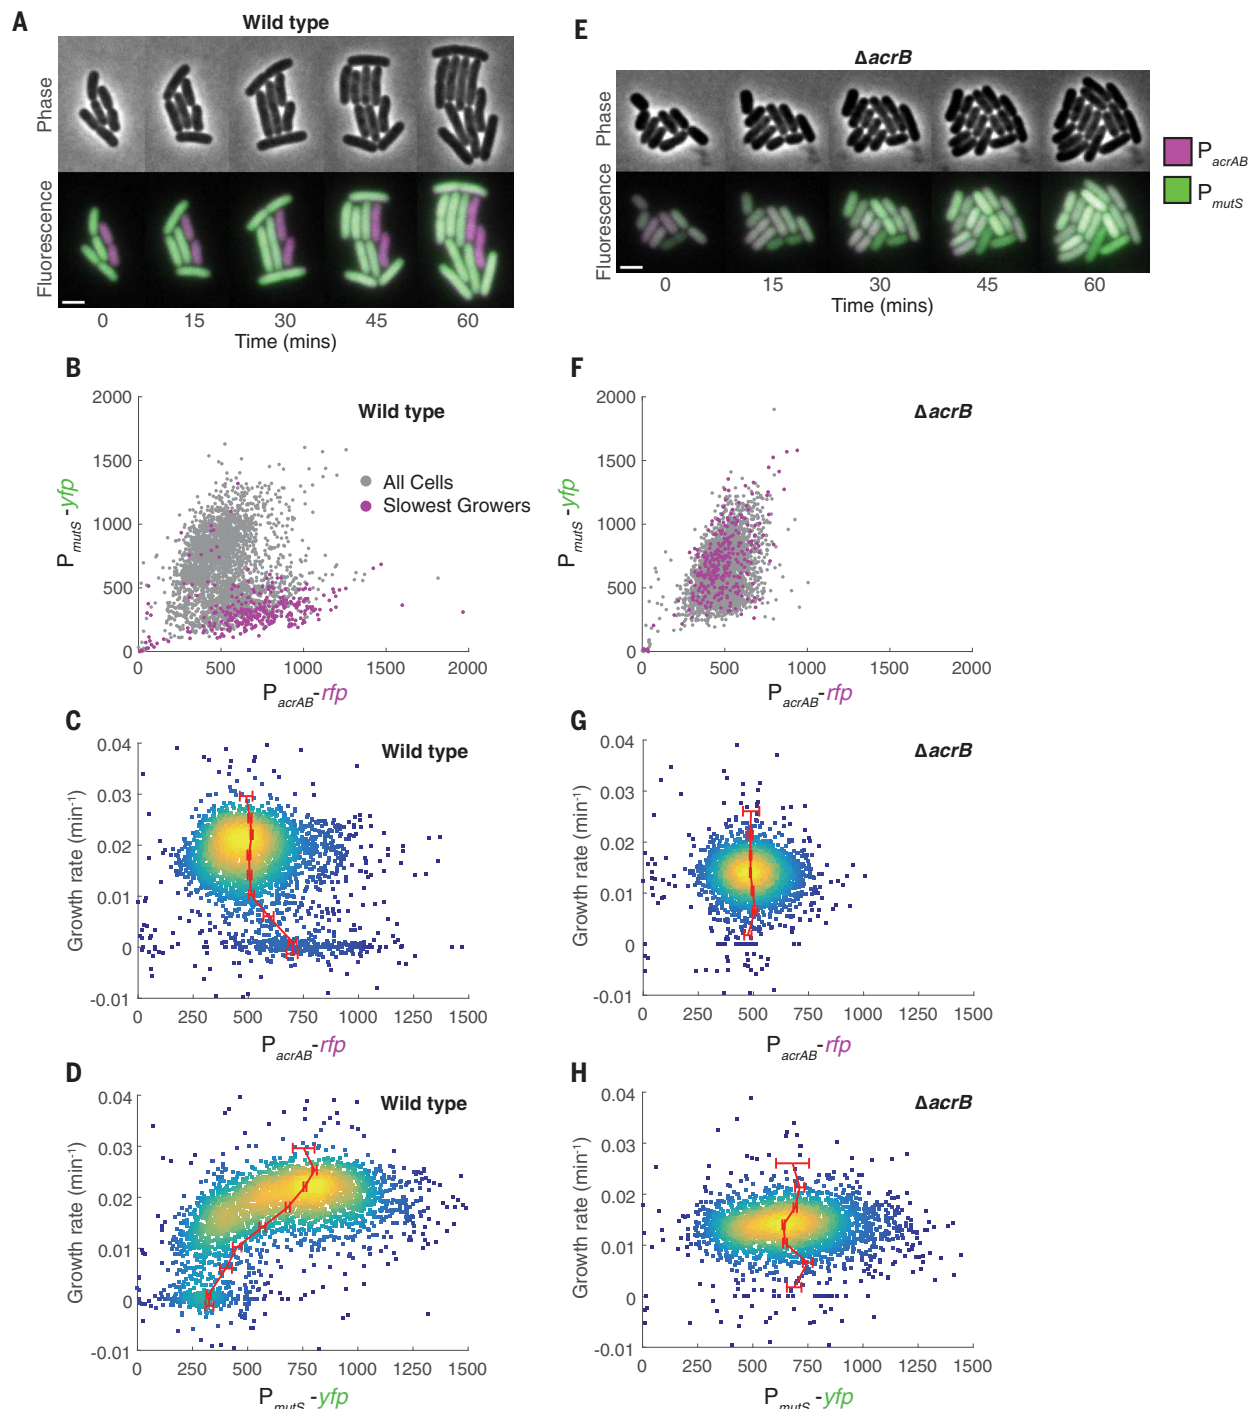 A
Wild type
Phase
Fluorescence
0 15 30 45 60
Time (mins)
E
ΔacrB
Phase
Fluorescence
0 15 30 45 60
Time (mins)
PacrAB
PmutS
B
Wild type
All Cells
Slowest Growers
2000
1500
1000
500
0
0 500 1000 1500 2000
PmutS-yfp
PacrAB-rfp
F
ΔacrB
2000
1500
1000
500
0
0 500 1000 1500 2000
PmutS-yfp
PacrAB-rfp
C
Wild type
0.04
0.03
0.02
0.01
0
-0.01
0 250 500 750 1000 1250 1500
Growth rate (min⁻¹)
PacrAB-rfp
G
ΔacrB
0.04
0.03
0.02
0.01
0
-0.01
0 250 500 750 1000 1250 1500
Growth rate (min⁻¹)
PacrAB-rfp
D
Wild type
0.04
0.03
0.02
0.01
0
-0.01
0 250 500 750 1000 1250 1500
Growth rate (min⁻¹)
PmutS-yfp
H
ΔacrB
0.04
0.03
0.02
0.01
0
-0.01
0 250 500 750 1000 1250 1500
Growth rate (min⁻¹)
PmutS-yfp